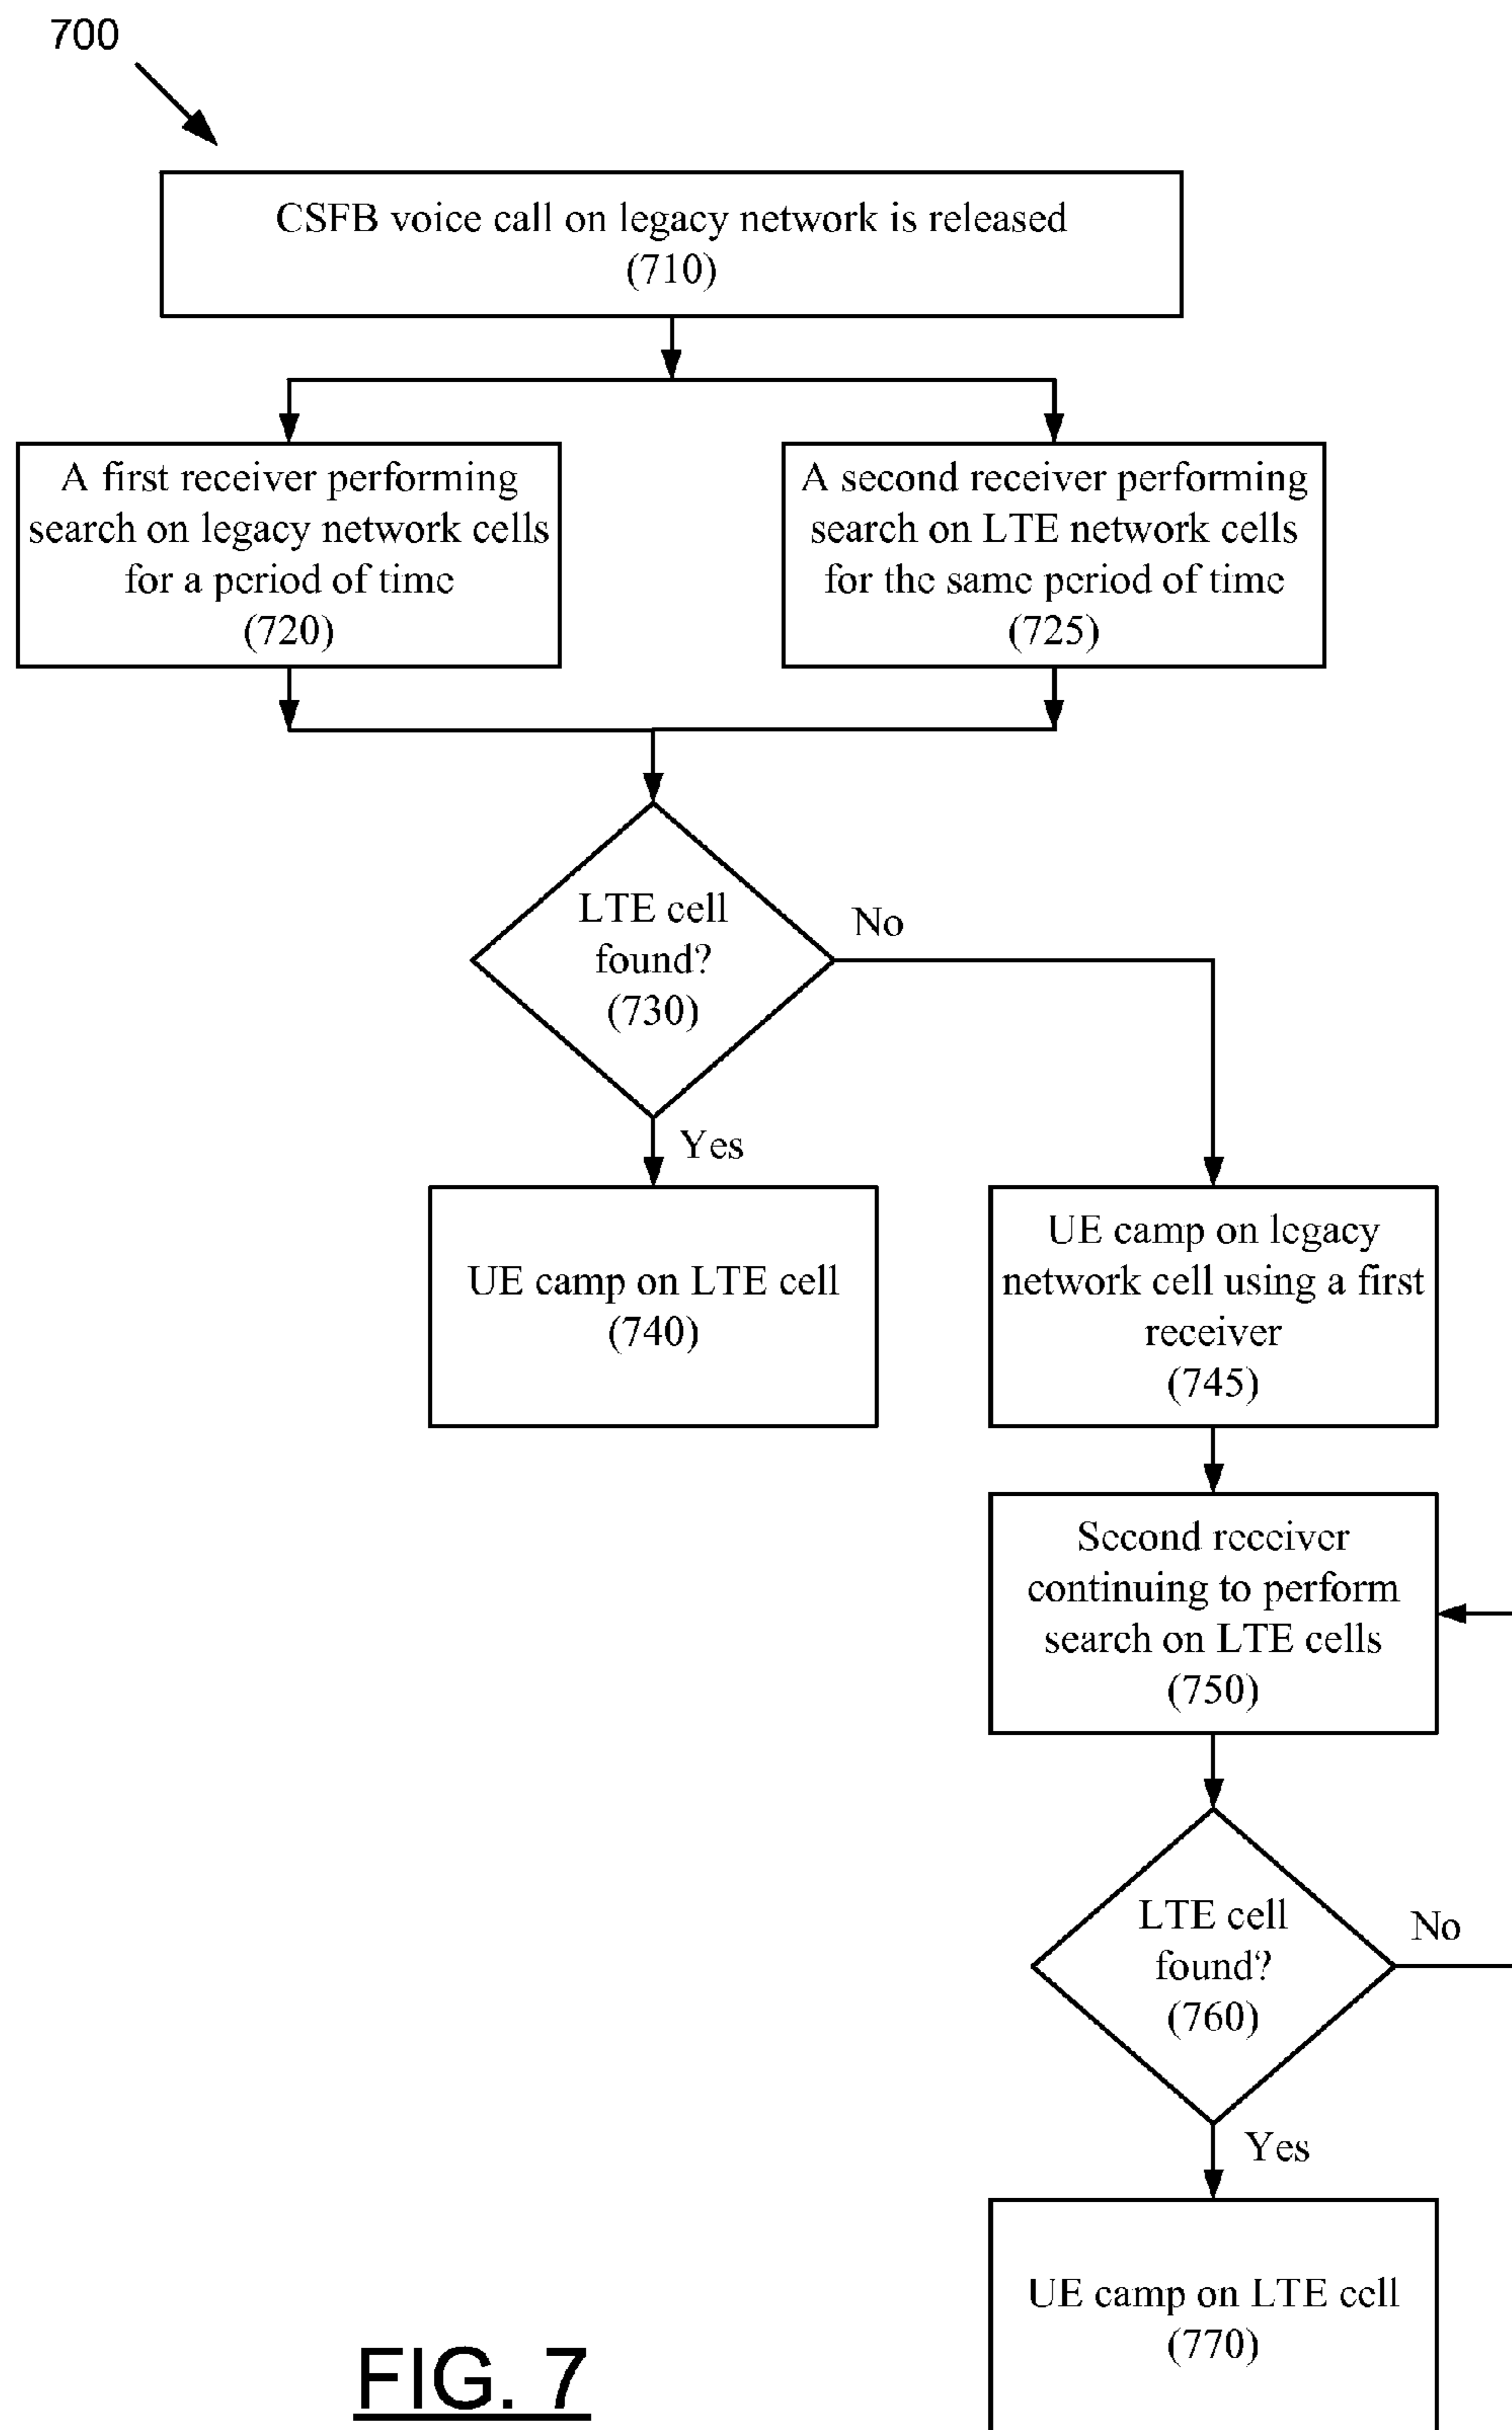 700
CSFB voice call on legacy network is released
(710)
A first receiver performing
search on legacy network cells
for a period of time
(720)
A second receiver performing
search on LTE network cells
for the same period of time
(725)
LTE cell
found?
(730)
No
Yes
UE camp on LTE cell
(740)
UE camp on legacy
network cell using a first
receiver
(745)
Second receiver
continuing to perform
search on LTE cells
(750)
LTE cell
found?
(760)
No
Yes
UE camp on LTE cell
(770)
FIG. 7